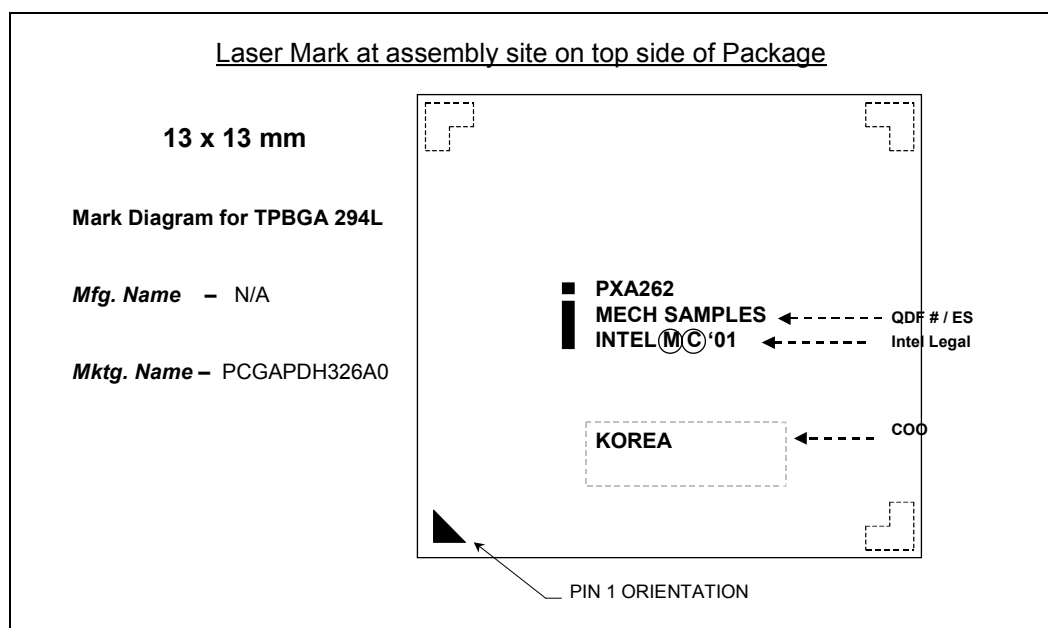 Laser Mark at assembly site on top side of Package
13 x 13 mm
Mark Diagram for TPBGA 294L
Mfg. Name – N/A
Mktg. Name – PCGAPDH326A0
PXA262
MECH SAMPLES
INTEL Ⓜ Ⓒ '01
QDF # / ES
Intel Legal
KOREA
COO
PIN 1 ORIENTATION